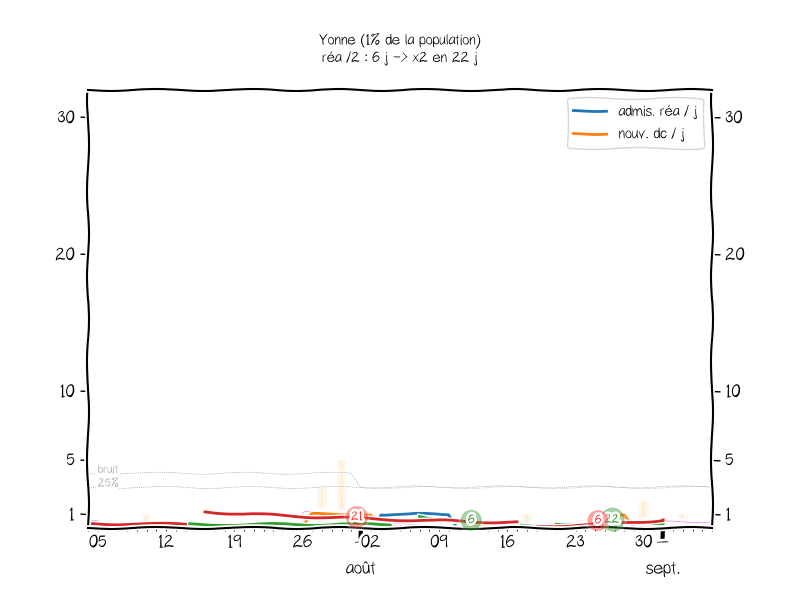 Yonne (1% de la population)
réa /2 : 6 j -> x2 en 22 j
admis. réa / j
nouv. dc / j
30
30
20
20
10
10
5
5
bruit
25%
1
1
21
6
6
22
05 12 19 26 02 09 16 23 30
août sept.